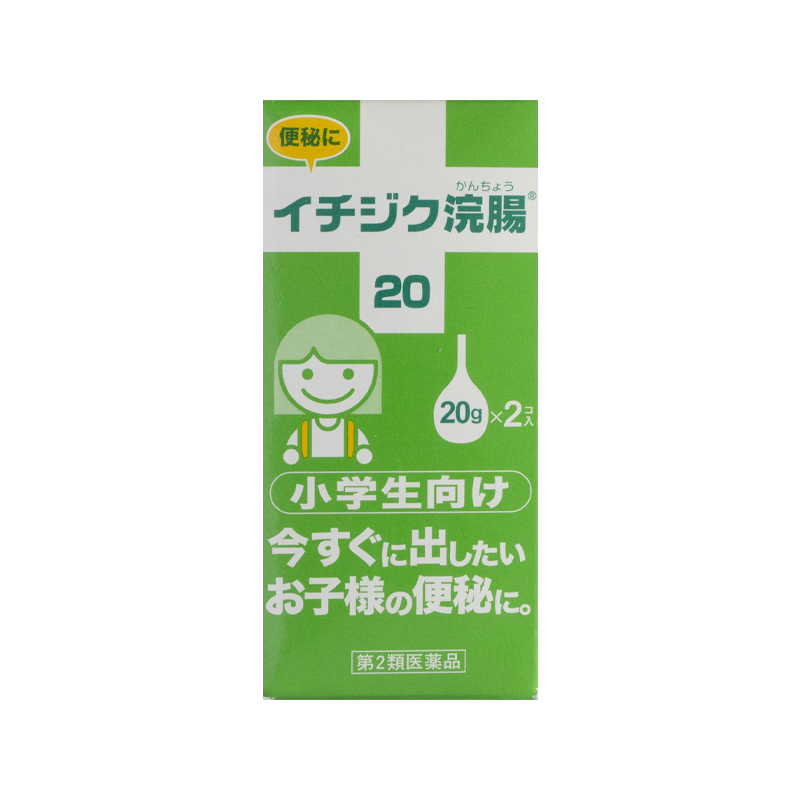 便秘に
かんちょう
イチジク浣腸®
20
20g×2コ入
小学生向け
今すぐに出したい
お子様の便秘に。
第2類医薬品